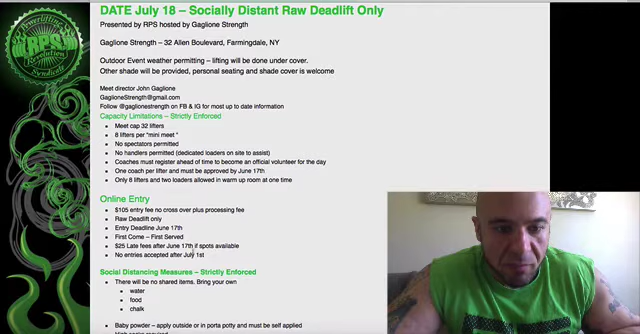 Powerlifting
RPS
Revolution
Syndicate
DATE July 18 – Socially Distant Raw Deadlift Only
Presented by RPS hosted by Gaglione Strength
Gaglione Strength – 32 Allen Boulevard, Farmingdale, NY
Outdoor Event weather permitting – lifting will be done under cover.
Other shade will be provided, personal seating and shade cover is welcome
Meet director John Gaglione
GaglioneStrength@gmail.com
Follow @gaglionestrength on FB & IG for most up to date information
Capacity Limitations – Strictly Enforced
Meet cap 32 lifters
8 lifters per "mini meet "
No spectators permitted
No handlers permitted (dedicated loaders on site to assist)
Coaches must register ahead of time to become an official volunteer for the day
One coach per lifter and must be approved by June 17th
Only 8 lifters and two loaders allowed in warm up room at one time
Online Entry
$105 entry fee no cross over plus processing fee
Raw Deadlift only
Entry Deadline June 17th
First Come – First Served
$25 Late fees after June 17th if spots available
No entries accepted after July 1st
Social Distancing Measures – Strictly Enforced
There will be no shared items. Bring your own
water
food
chalk
Baby powder – apply outside or in porta potty and must be self applied